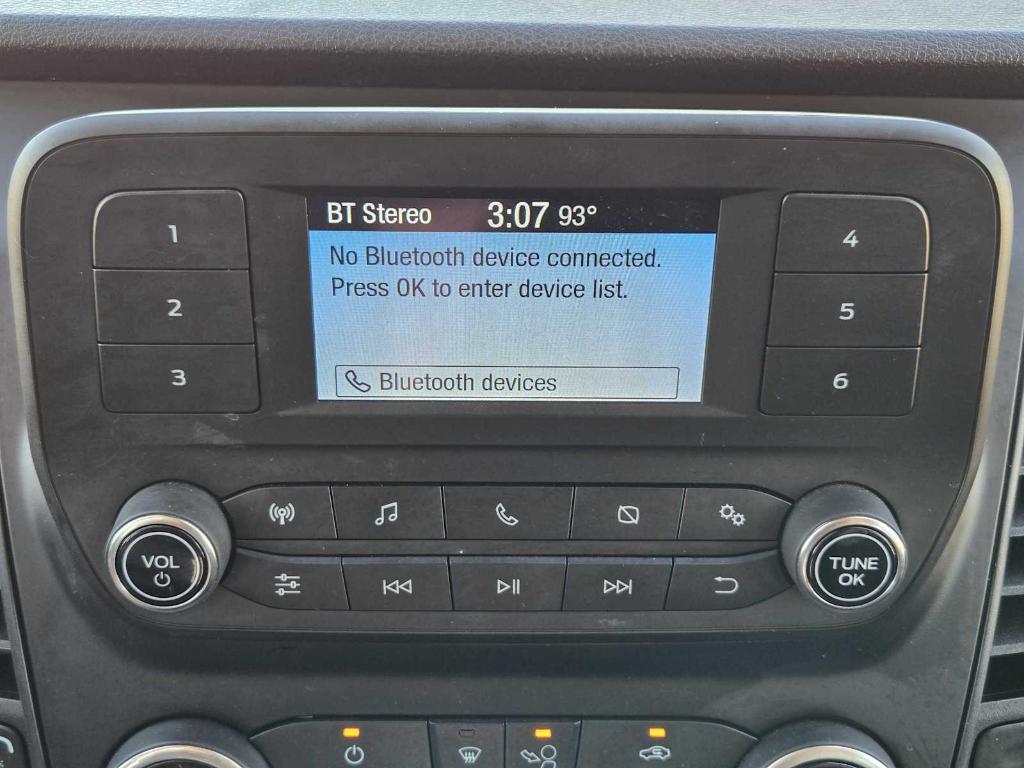 BT Stereo 3:07 93°
No Bluetooth device connected.
Press OK to enter device list.
Bluetooth devices
1
2
3
4
5
6
VOL
TUNE
OK